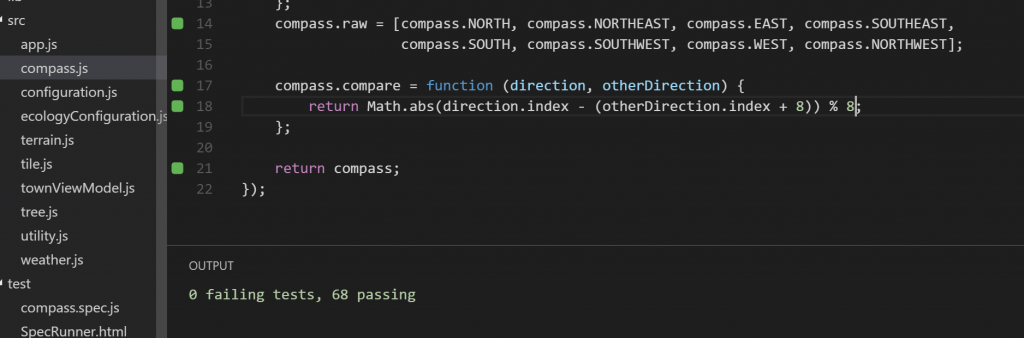 src
app.js
compass.js
configuration.js
ecologyConfiguration.js
terrain.js
tile.js
townViewModel.js
tree.js
utility.js
weather.js
test
compass.spec.js
SpecRunner.html
13 };
14 compass.raw = [compass.NORTH, compass.NORTHEAST, compass.EAST, compass.SOUTHEAST,
15 compass.SOUTH, compass.SOUTHWEST, compass.WEST, compass.NORTHWEST];
16
17 compass.compare = function (direction, otherDirection) {
18 return Math.abs(direction.index - (otherDirection.index + 8)) % 8;
19 };
20
21 return compass;
22 });
OUTPUT
0 failing tests, 68 passing